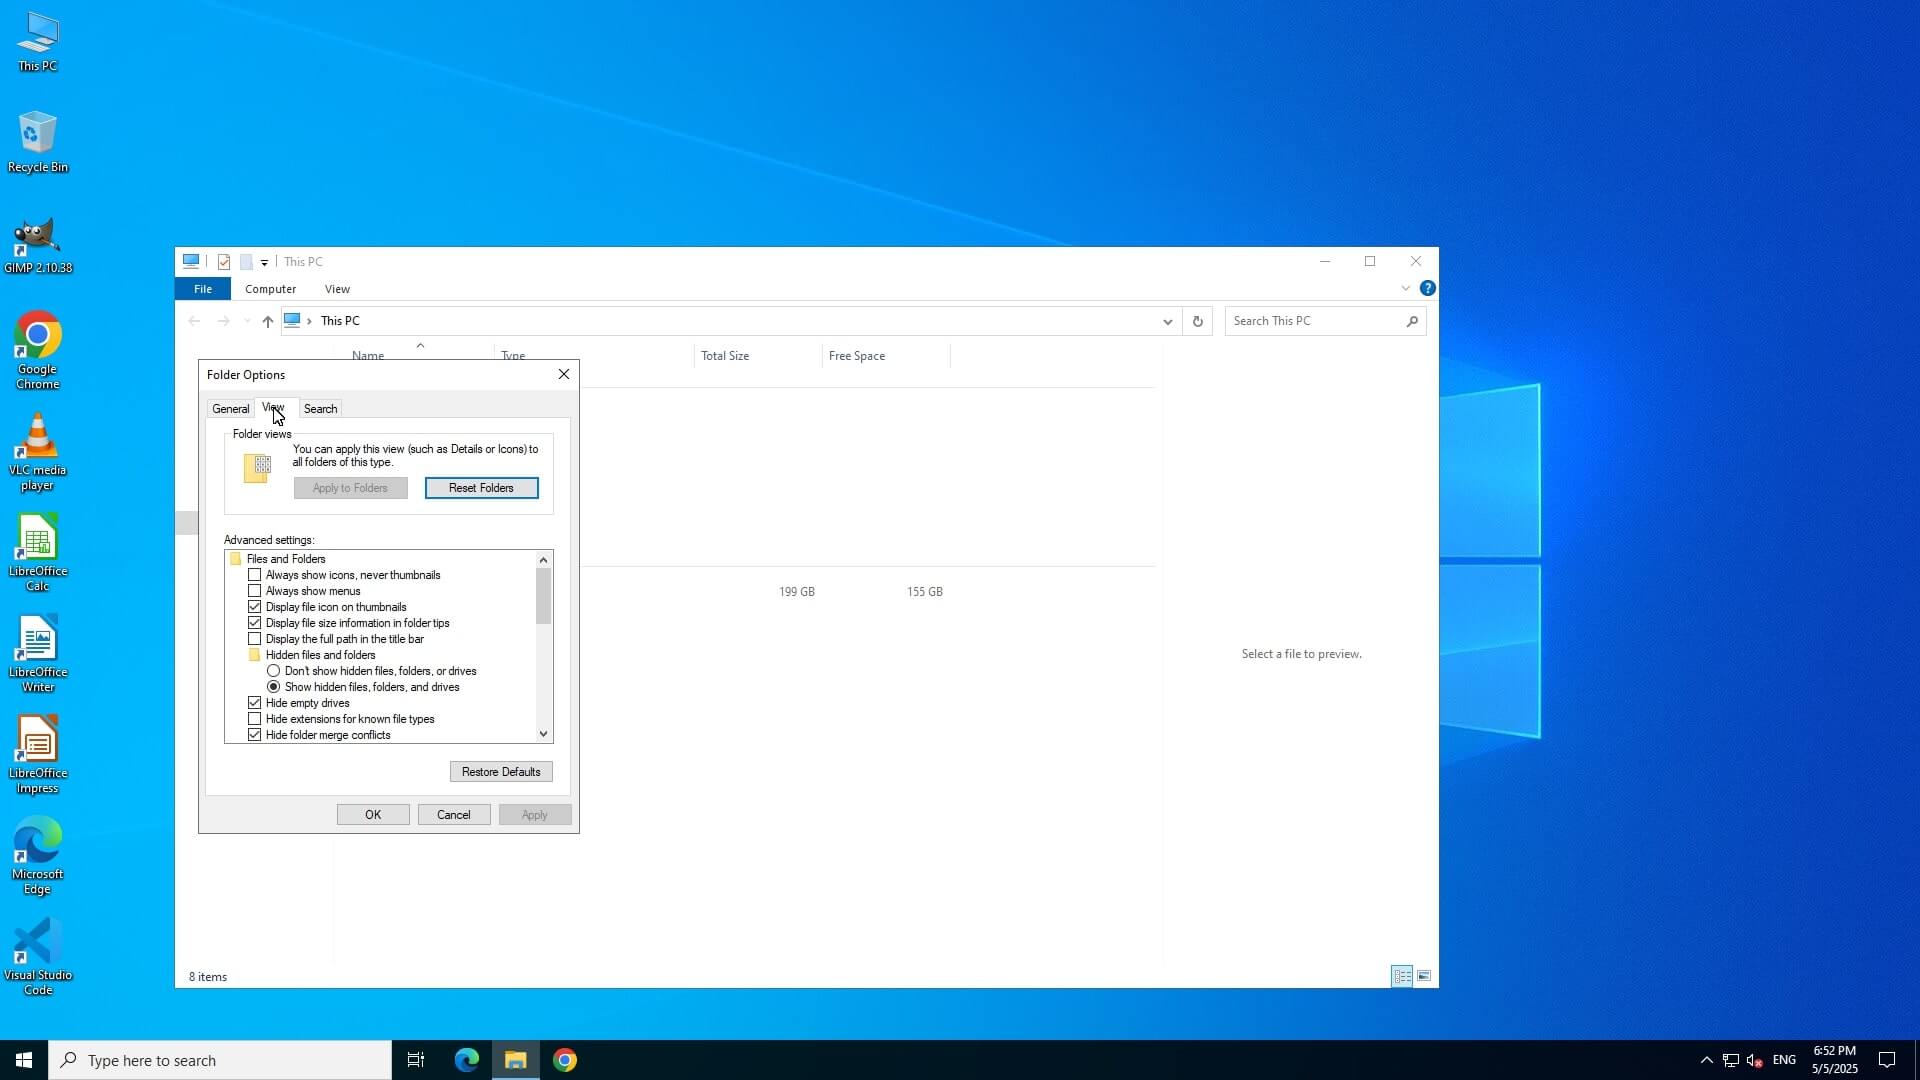 This PC
Recycle Bin
GIMP 2.10.38
Google
Chrome
VLC media
player
LibreOffice
Calc
LibreOffice
Writer
LibreOffice
Impress
Microsoft
Edge
Visual Studio
Code
This PC
File
Computer
View
This PC
Search This PC
Name
Type
Total Size
Free Space
199 GB
155 GB
Select a file to preview.
8 items
Folder Options
General
View
Search
Folder views
You can apply this view (such as Details or Icons) to
all folders of this type.
Apply to Folders
Reset Folders
Advanced settings:
Files and Folders
Always show icons, never thumbnails
Always show menus
Display file icon on thumbnails
Display file size information in folder tips
Display the full path in the title bar
Hidden files and folders
Don't show hidden files, folders, or drives
Show hidden files, folders, and drives
Hide empty drives
Hide extensions for known file types
Hide folder merge conflicts
Restore Defaults
OK
Cancel
Apply
Type here to search
ENG
6:52 PM
5/5/2025